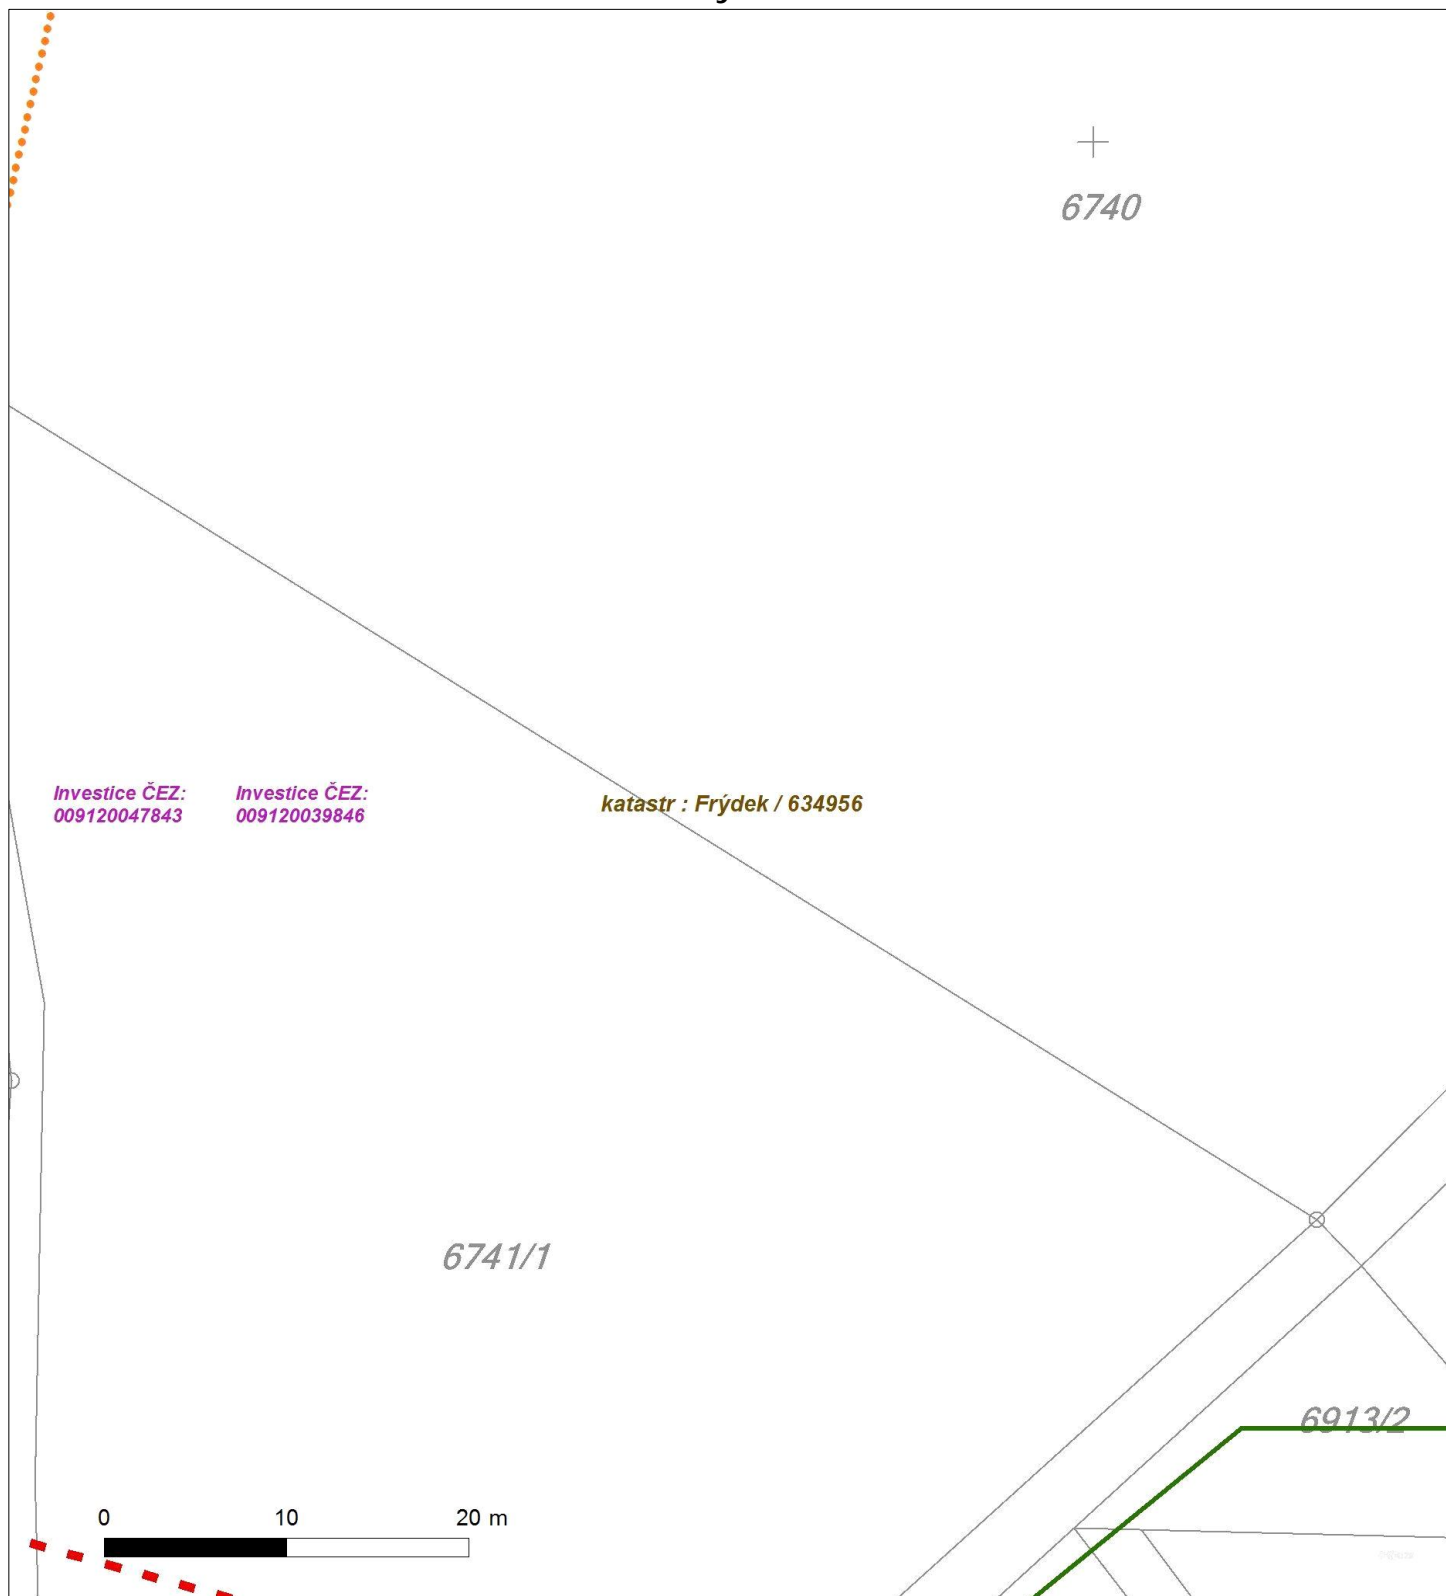 6740
Investice ČEZ:
009120047843
Investice ČEZ:
009120039846
katastr : Frýdek / 634956
6741/1
6913/2
0 10 20 m